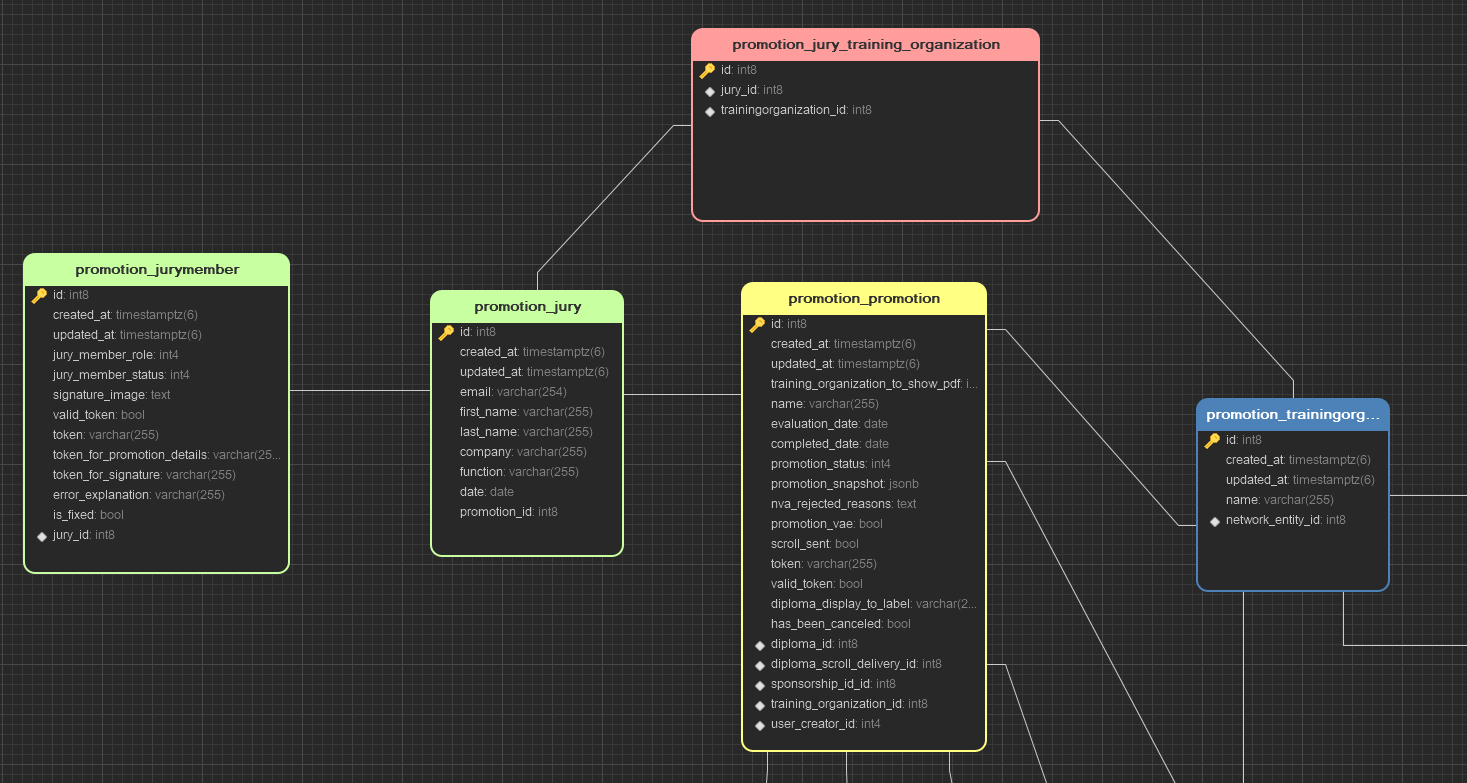 promotion_jury_training_organization
id: int8
jury_id: int8
trainingorganization_id: int8
promotion_jurymember
id: int8
created_at: timestamptz(6)
updated_at: timestamptz(6)
jury_member_role: int4
jury_member_status: int4
signature_image: text
valid_token: bool
token: varchar(255)
token_for_promotion_details: varchar(25...
token_for_signature: varchar(255)
error_explanation: varchar(255)
is_fixed: bool
jury_id: int8
promotion_jury
id: int8
created_at: timestamptz(6)
updated_at: timestamptz(6)
email: varchar(254)
first_name: varchar(255)
last_name: varchar(255)
company: varchar(255)
function: varchar(255)
date: date
promotion_id: int8
promotion_promotion
id: int8
created_at: timestamptz(6)
updated_at: timestamptz(6)
training_organization_to_show_pdf: i...
name: varchar(255)
evaluation_date: date
completed_date: date
promotion_status: int4
promotion_snapshot: jsonb
nva_rejected_reasons: text
promotion_vae: bool
scroll_sent: bool
token: varchar(255)
valid_token: bool
diploma_display_to_label: varchar(2...
has_been_canceled: bool
diploma_id: int8
diploma_scroll_delivery_id: int8
sponsorship_id_id: int8
training_organization_id: int8
user_creator_id: int4
promotion_trainingorg...
id: int8
created_at: timestamptz(6)
updated_at: timestamptz(6)
name: varchar(255)
network_entity_id: int8